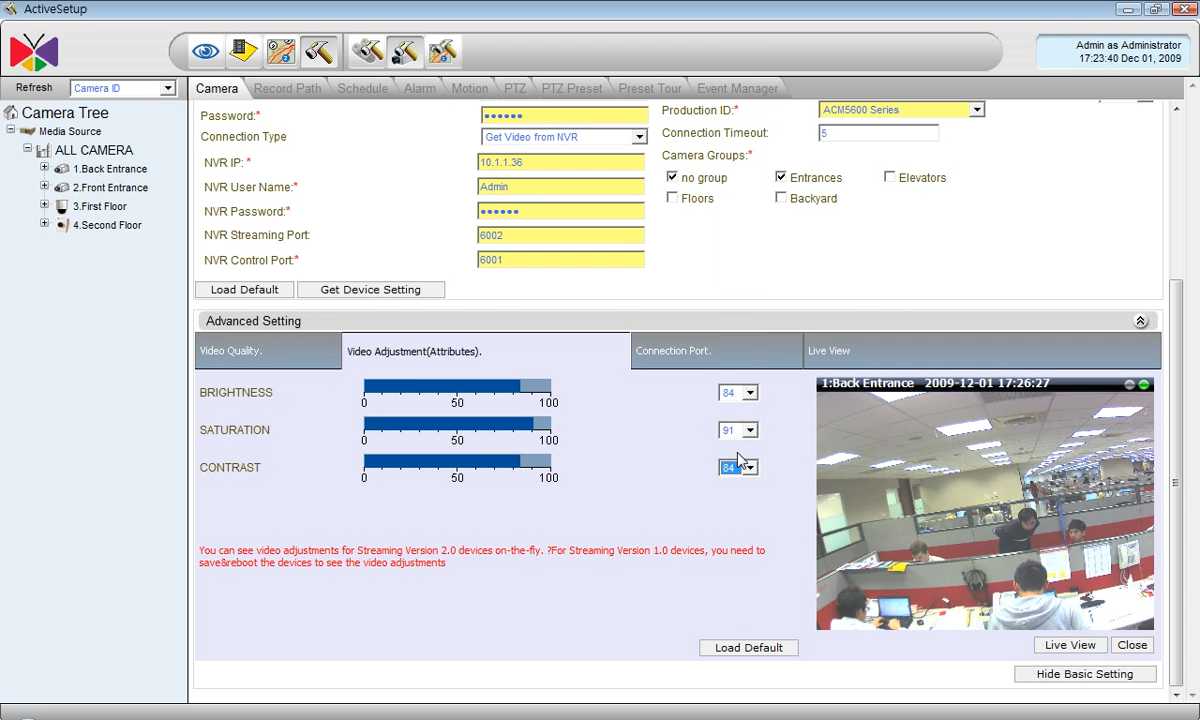 ActiveSetup
Admin as Administrator
17:23:40 Dec 01, 2009
Refresh
Camera ID
Camera
Record Path
Schedule
Alarm
Motion
PTZ
PTZ Preset
Preset Tour
Event Manager
Camera Tree
Media Source
ALL CAMERA
1.Back Entrance
2.Front Entrance
3.First Floor
4.Second Floor
Password:*
Connection Type
Get Video from NVR
NVR IP: *
10.1.1.36
NVR User Name:*
Admin
NVR Password:*
NVR Streaming Port:
6002
NVR Control Port:*
6001
Production ID:*
ACM5600 Series
Connection Timeout:
5
Camera Groups:*
no group
Entrances
Elevators
Floors
Backyard
Load Default
Get Device Setting
Advanced Setting
Video Quality.
Video Adjustment(Attributes).
Connection Port.
Live View
BRIGHTNESS
0 50 100
84
SATURATION
0 50 100
91
CONTRAST
0 50 100
84
1:Back Entrance 2009-12-01 17:26:27
You can see video adjustments for Streaming Version 2.0 devices on-the-fly. ?For Streaming Version 1.0 devices, you need to
save&reboot the devices to see the video adjustments
Load Default
Live View
Close
Hide Basic Setting